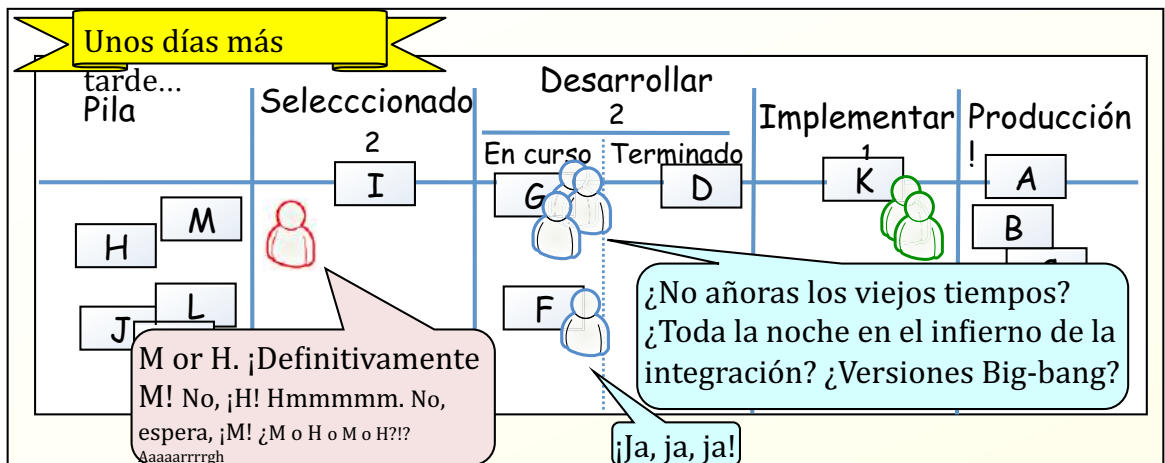 Unos días más
tarde...
Pila
Selecccionado
2
Desarrollar
2
En curso
Terminado
Implementar
1
Producción
!
I
G
D
K
A
M
H
B
L
J
F
M or H. ¡Definitivamente
M! No, ¡H! Hmmmmm. No,
espera, ¡M! ¿M o H o M o H?!?
Aaaaarrrrgh
¿No añoras los viejos tiempos?
¿Toda la noche en el infierno de la
integración? ¿Versiones Big-bang?
¡Ja, ja, ja!